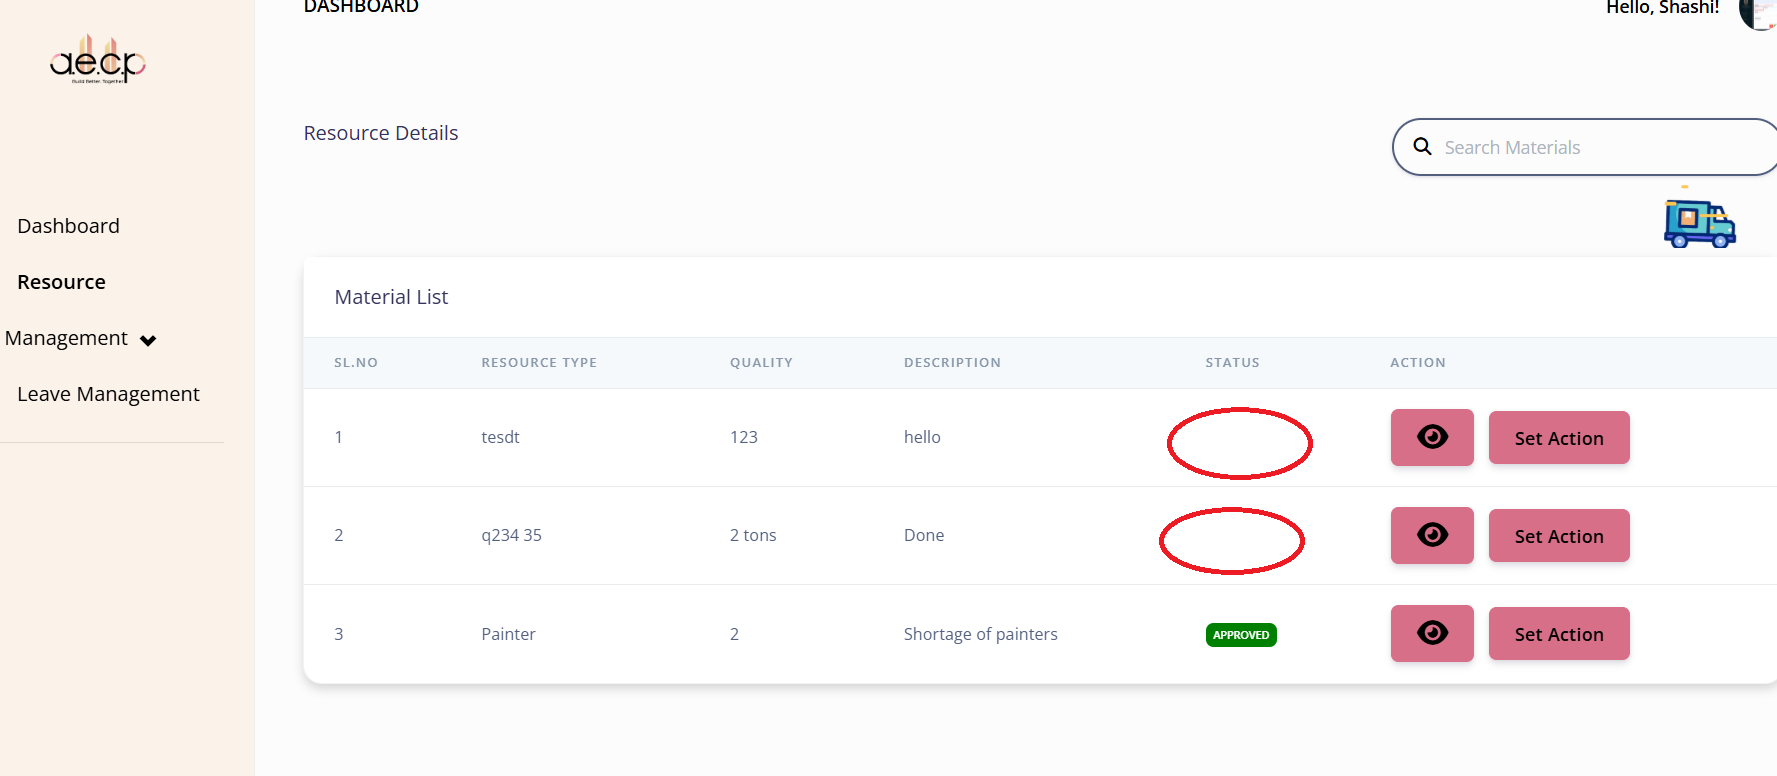 DASHBOARD
Hello, Shashi!
a.e.c.p
Build Better. Together.
Resource Details
Search Materials
Dashboard
Resource
Management
Leave Management
Material List
SL.NO RESOURCE TYPE QUALITY DESCRIPTION STATUS ACTION
1 tesdt 123 hello Set Action
2 q234 35 2 tons Done Set Action
3 Painter 2 Shortage of painters APPROVED Set Action